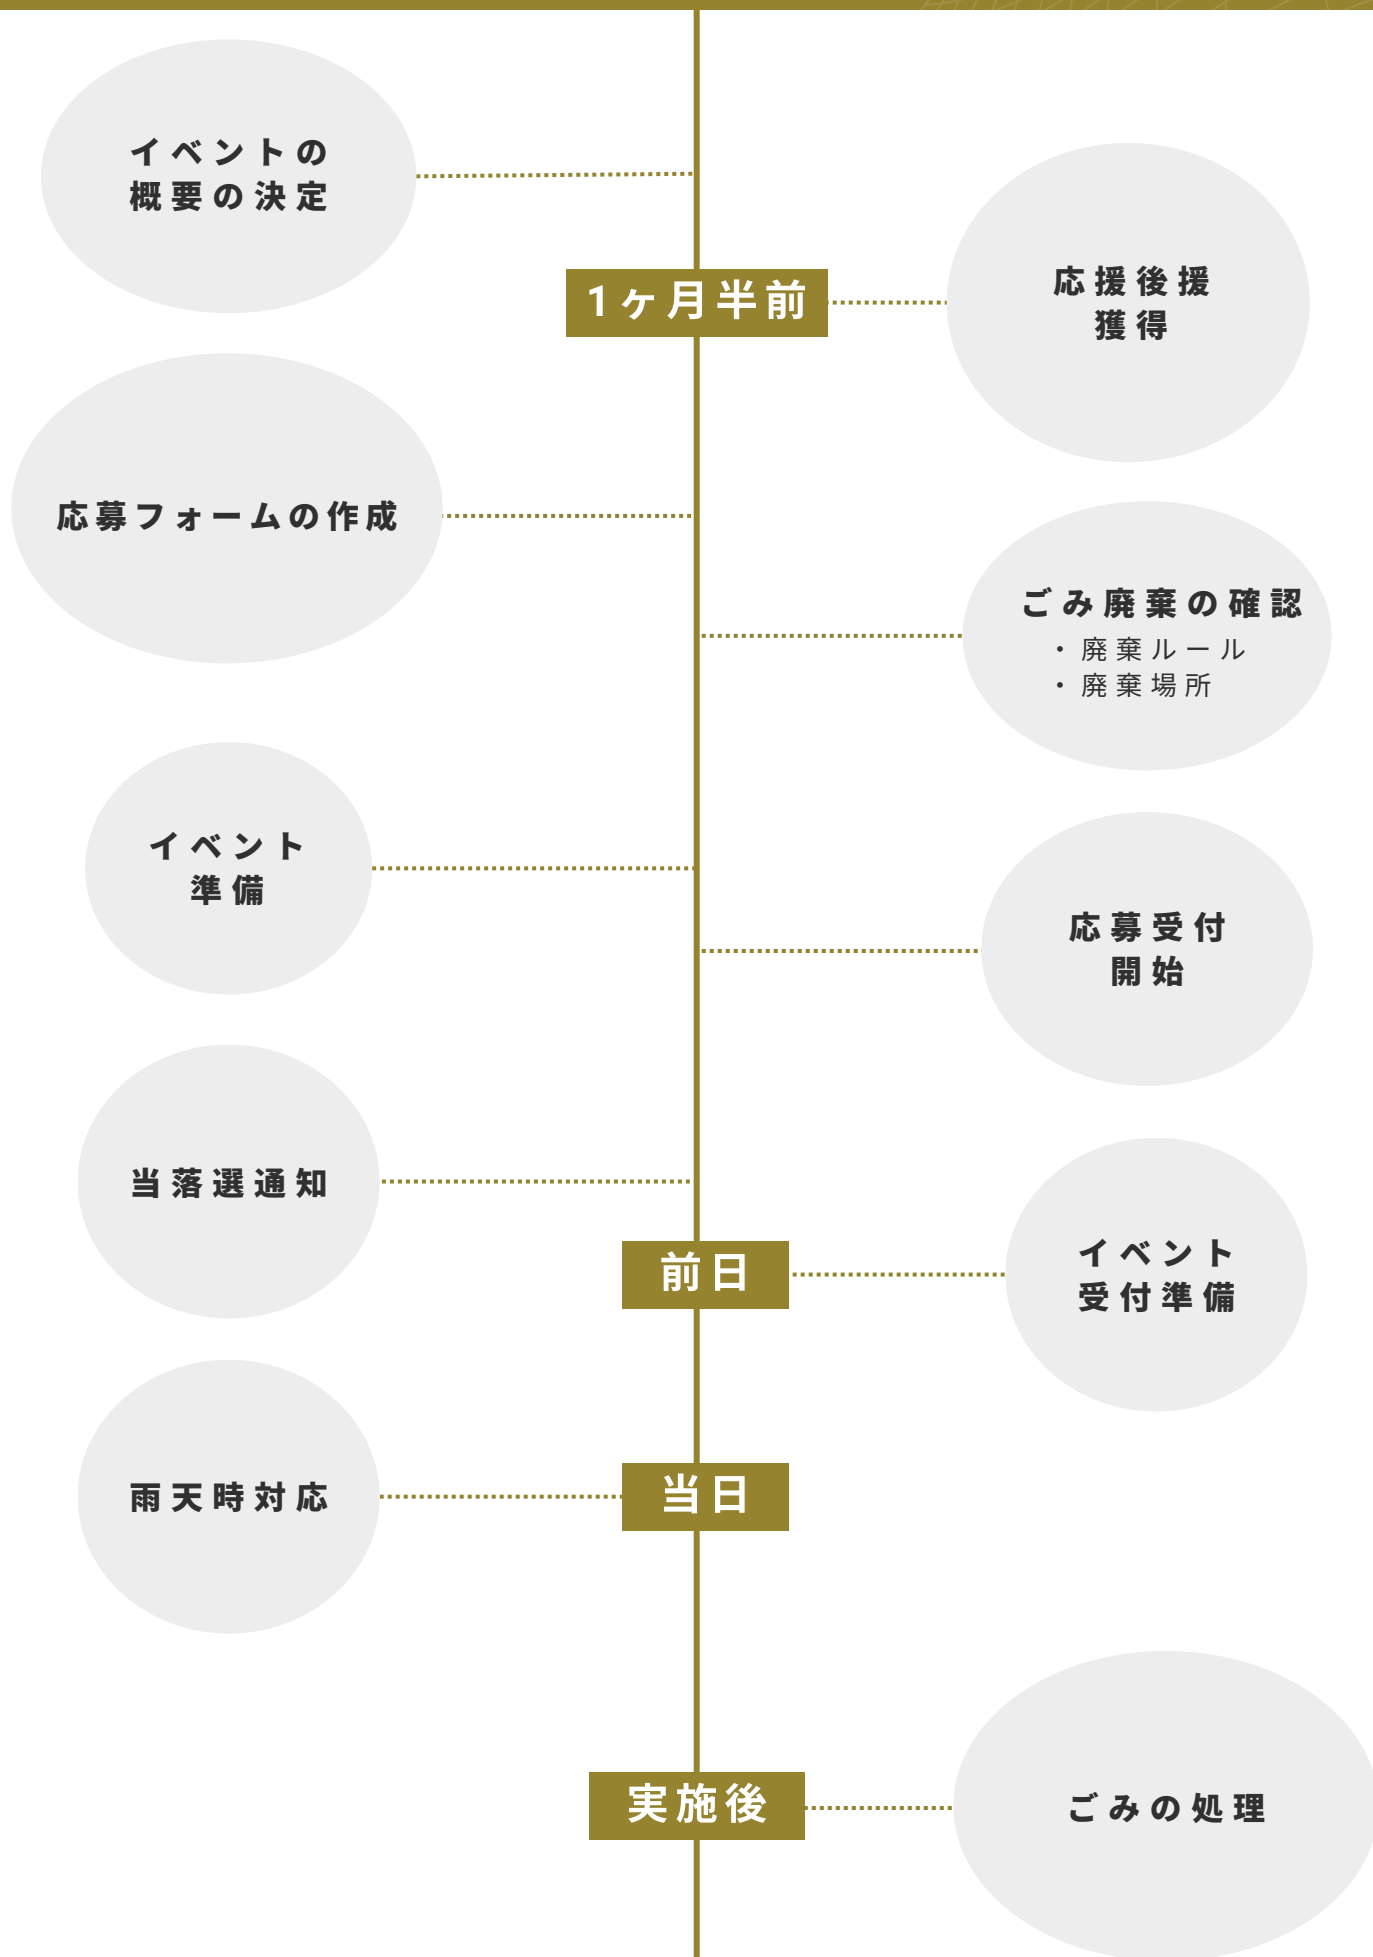 イベントの
概要の決定
1ヶ月半前
応援後援
獲得
応募フォームの作成
ごみ廃棄の確認
・廃棄ルール
・廃棄場所
イベント
準備
応募受付
開始
当落選通知
前日
イベント
受付準備
雨天時対応
当日
実施後
ごみの処理